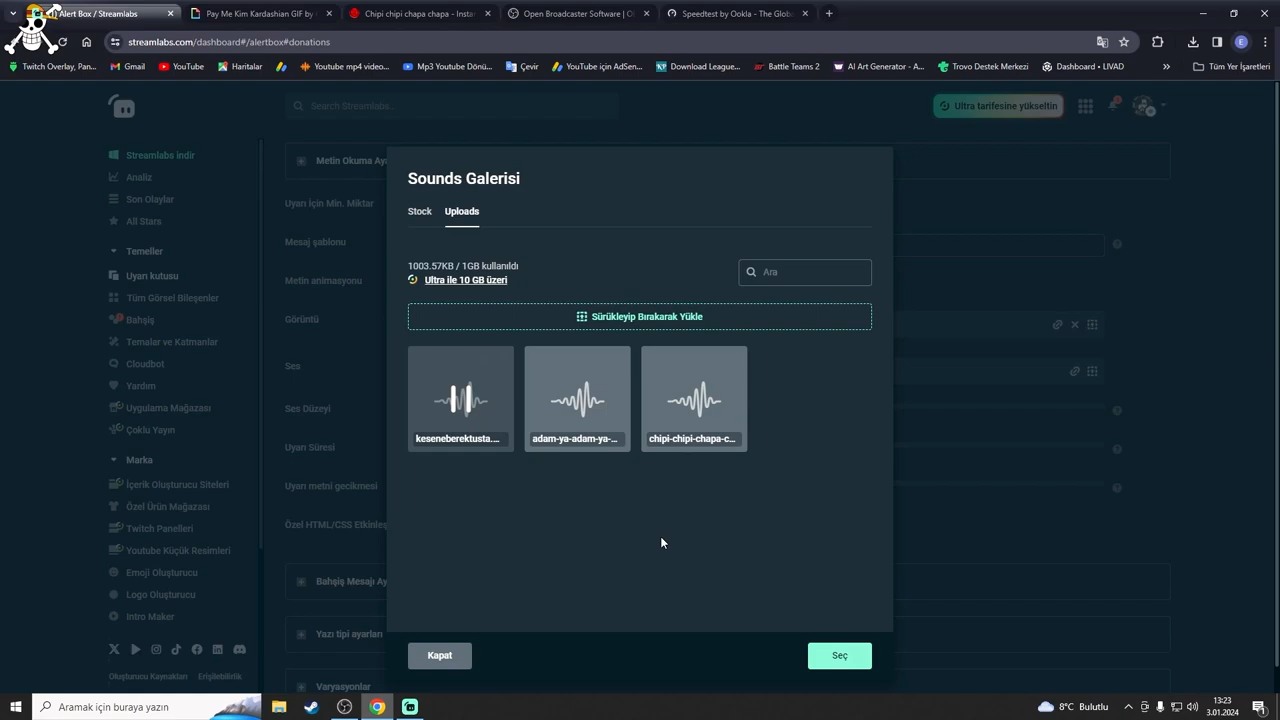 Alert Box / Streamlabs
Pay Me Kim Kardashian GIF by
Chipi chipi chapa chapa - Inst
Open Broadcaster Software | OB
Speedtest by Ookla - The Global
streamlabs.com/dashboard#/alertbox#donations
Twitch Overlay, Pan...
Gmail
YouTube
Haritalar
Youtube mp4 video...
Mp3 Youtube Dönü...
Çevir
YouTube için AdSen...
Download League...
Battle Teams 2
AI Art Generator - A...
Trovo Destek Merkezi
Dashboard • LIVAD
Tüm Yer İşaretleri
Search Streamlabs...
Ultra tarifesine yükseltin
Streamlabs indir
Analiz
Son Olaylar
All Stars
Temeller
Uyarı kutusu
Tüm Görsel Bileşenler
Bahşiş
Temalar ve Katmanlar
Cloudbot
Yardım
Uygulama Mağazası
Çoklu Yayın
Marka
İçerik Oluşturucu Siteleri
Özel Ürün Mağazası
Twitch Panelleri
Youtube Küçük Resimleri
Emoji Oluşturucu
Logo Oluşturucu
Intro Maker
Oluşturucu Kaynakları
Erişilebilirlik
Metin Okuma Aya
Uyarı İçin Min. Miktar
Mesaj şablonu
Metin animasyonu
Görüntü
Ses
Ses Düzeyi
Uyarı Süresi
Uyarı metni gecikmesi
Özel HTML/CSS Etkinleş
Bahşiş Mesajı Ay
Yazı tipi ayarları
Varyasyonlar
Sounds Galerisi
Stock
Uploads
1003.57KB / 1GB kullanıldı
Ultra ile 10 GB üzeri
Ara
Sürükleyip Bırakarak Yükle
keseneberektusta....
adam-ya-adam-ya-...
chipi-chipi-chapa-c...
Kapat
Seç
Aramak için buraya yazın
8°C Bulutlu
13:23
3.01.2024